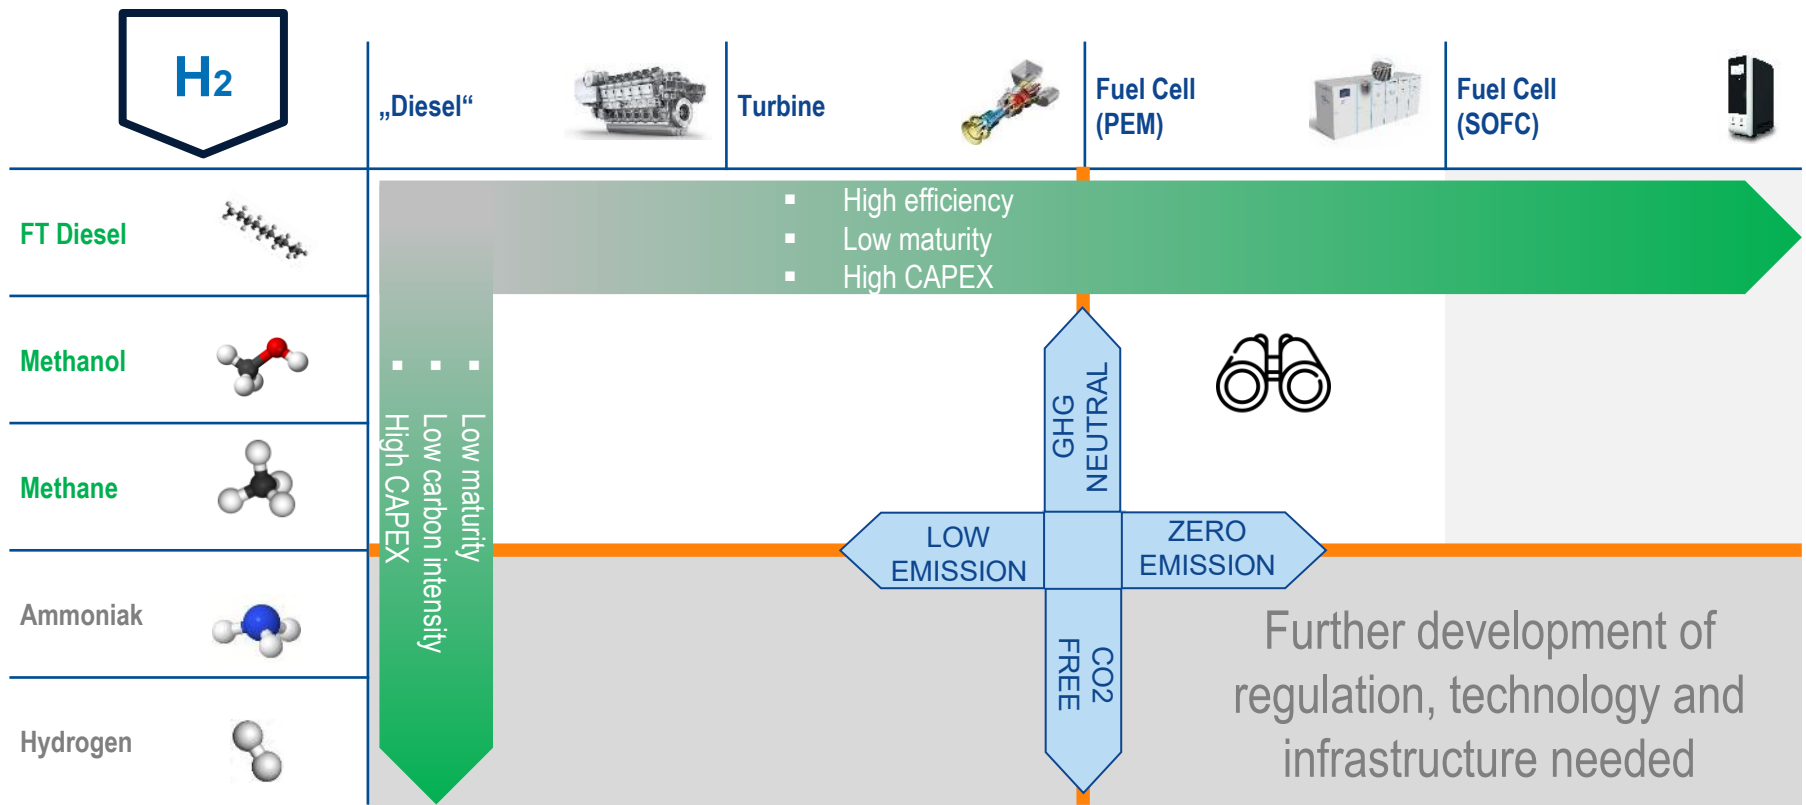 H2
„Diesel“
Turbine
Fuel Cell
(PEM)
Fuel Cell
(SOFC)
FT Diesel
▪ High efficiency
▪ Low maturity
▪ High CAPEX
Methanol
Methane
Ammoniak
Hydrogen
▪ Low maturity
▪ Low carbon intensity
▪ High CAPEX
GHG
NEUTRAL
LOW
EMISSION
ZERO
EMISSION
CO2
FREE
Further development of
regulation, technology and
infrastructure needed